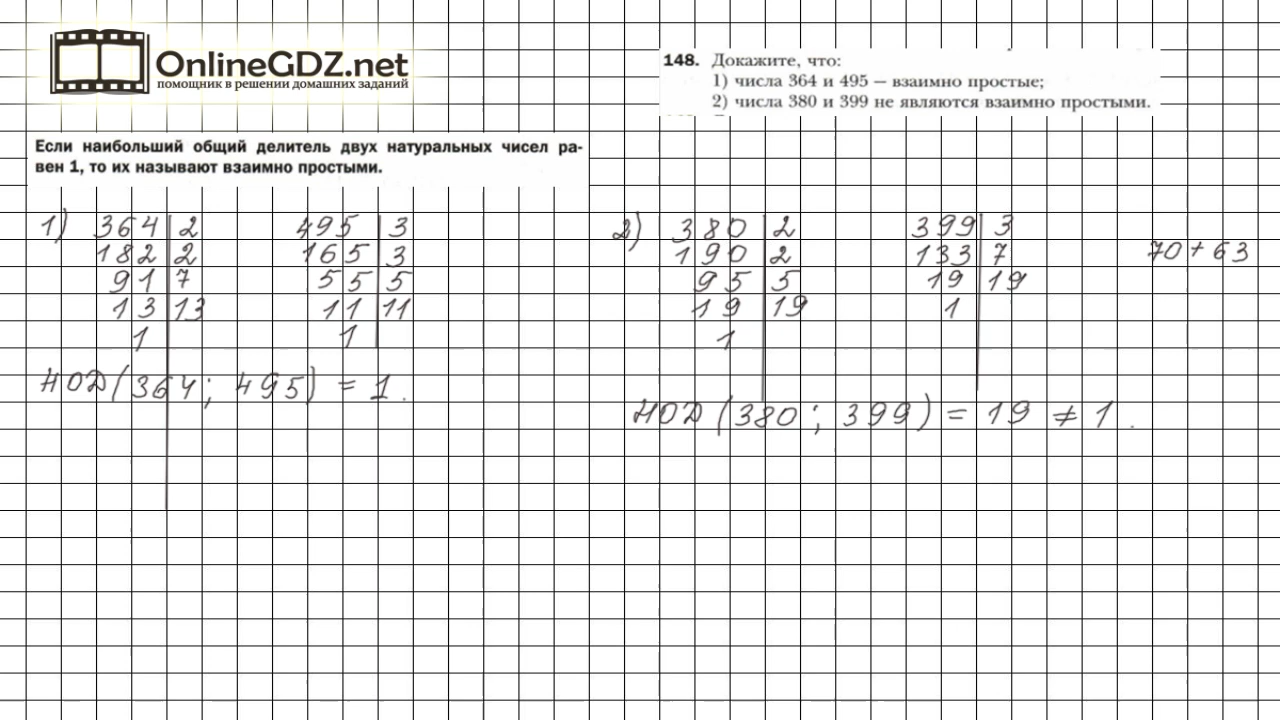 OnlineGDZ.net
помощник в решении домашних заданий
148. Докажите, что:
1) числа 364 и 495 — взаимно простые;
2) числа 380 и 399 не являются взаимно простыми.
Если наибольший общий делитель двух натуральных чисел ра-
вен 1, то их называют взаимно простыми.
1) 364 | 2
182 | 2
91 | 7
13 | 13
1
495 | 3
165 | 3
55 | 5
11 | 11
1
НОД (364; 495) = 1.
2) 380 | 2
190 | 2
95 | 5
19 | 19
1
399 | 3
133 | 7
19 | 19
1
70 + 63
НОД (380; 399) = 19 ≠ 1.